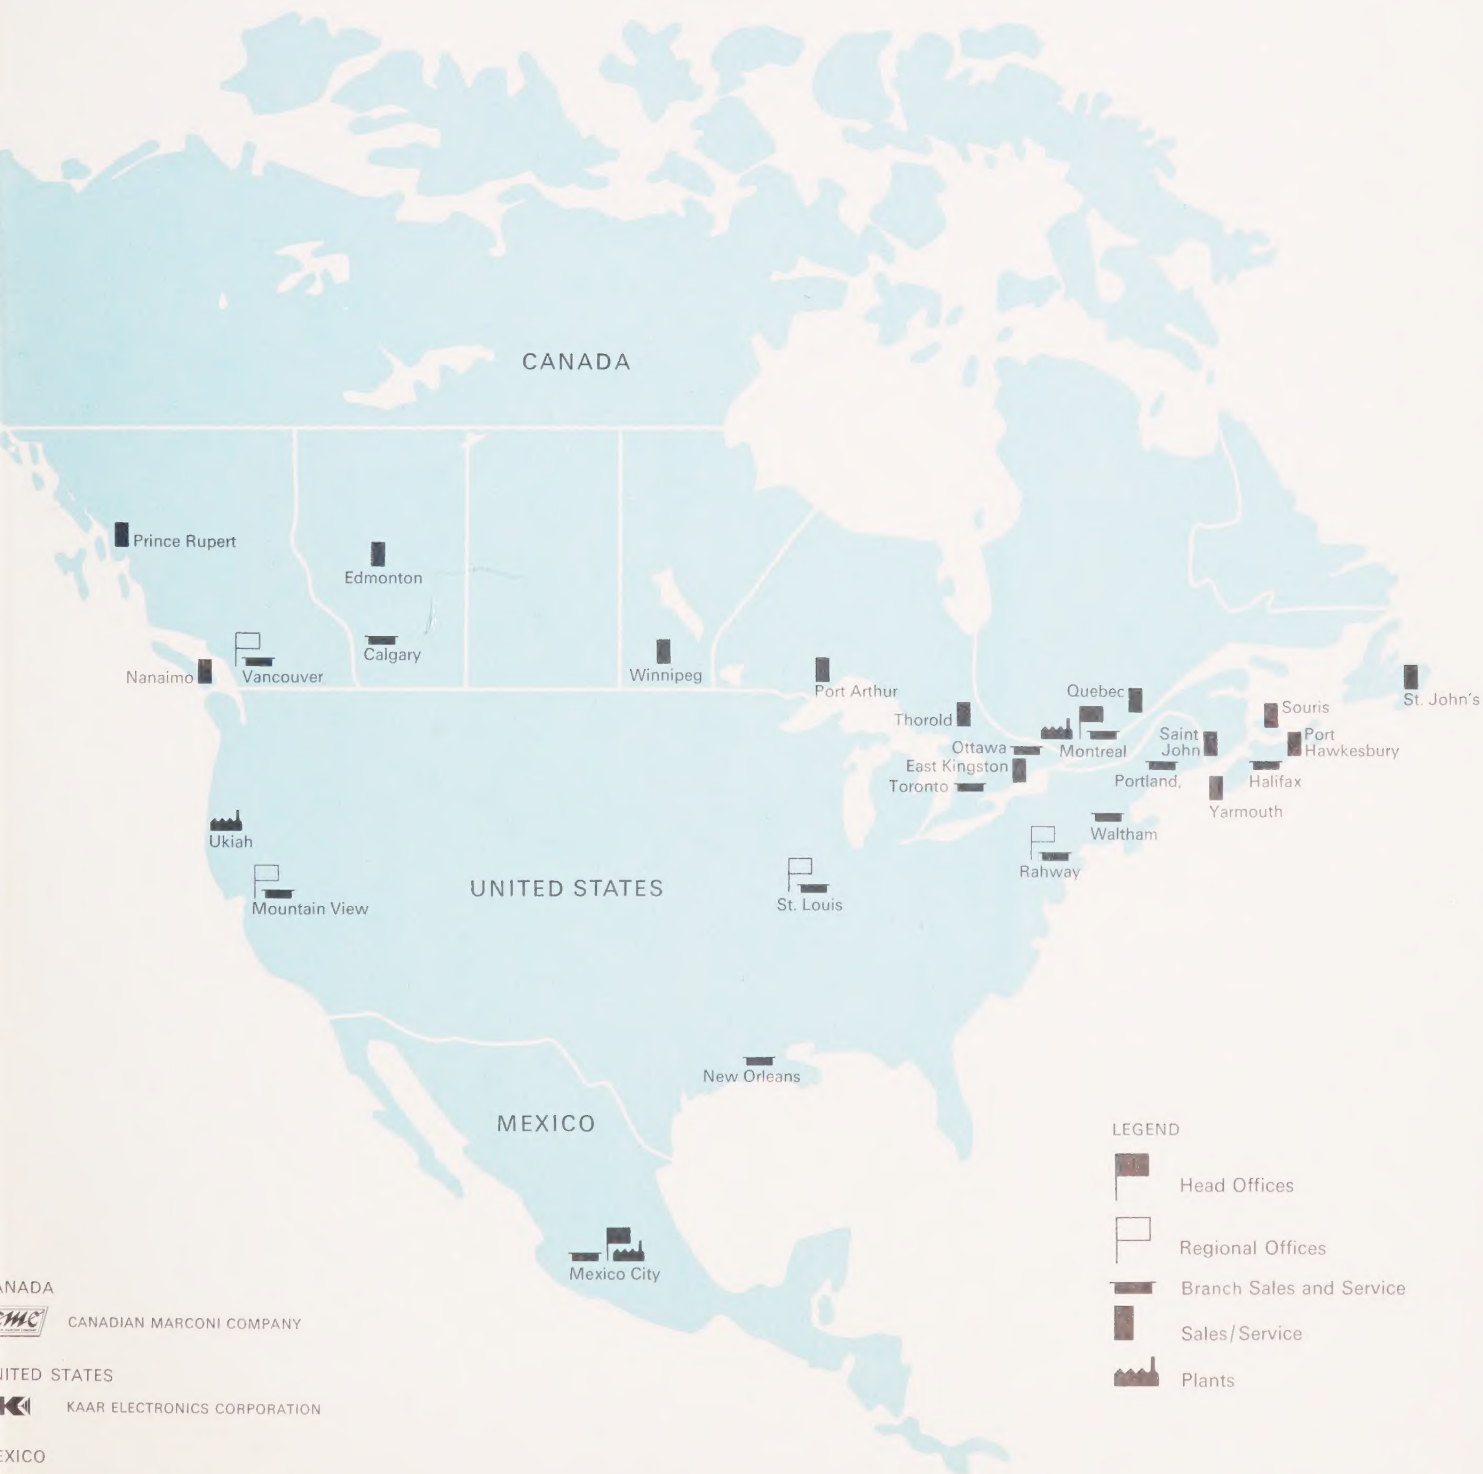 CANADA
Prince Rupert
Edmonton
Calgary
Nanaimo
Vancouver
Winnipeg
Port Arthur
Quebec
Thorold
Souris
St. John's
Ottawa
Montreal
Saint
John
Port
Hawkesbury
East Kingston
Toronto
Portland,
Halifax
Yarmouth
Waltham
Rahway
Ukiah
Mountain View
UNITED STATES
St. Louis
New Orleans
MEXICO
Mexico City
LEGEND
Head Offices
Regional Offices
Branch Sales and Service
Sales/Service
Plants
ANADA
cmc CANADIAN MARCONI COMPANY
NITED STATES
K KAAR ELECTRONICS CORPORATION
EXICO